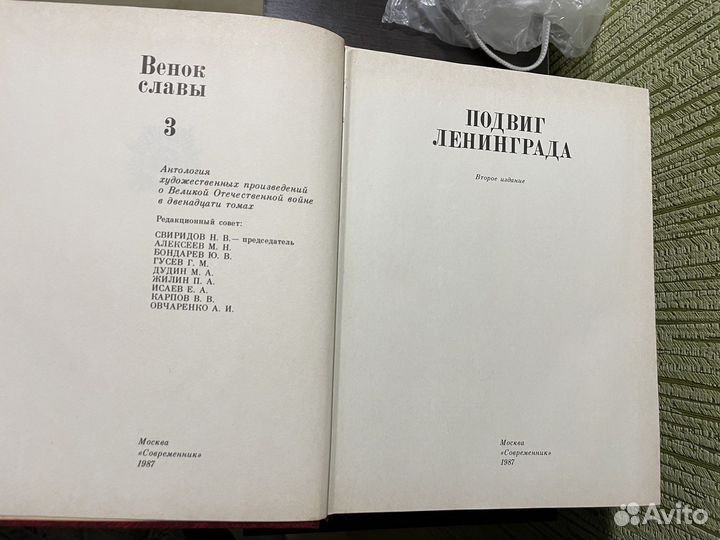 Венок
славы
3
Антология
художественных произведений
о Великой Отечественной войне
в двенадцати томах
Редакционный совет:
СВИРИДОВ Н. В. — председатель
АЛЕКСЕЕВ М. Н.
БОНДАРЕВ Ю. В.
ГУСЕВ Г. М.
ДУДИН М. А.
ЖИЛИН П. А.
ИСАЕВ Е. А.
КАРПОВ В. В.
ОВЧАРЕНКО А. И.
Москва
«Современник»
1987
ПОДВИГ
ЛЕНИНГРАДА
Второе издание
Москва
«Современник»
1987
Avito